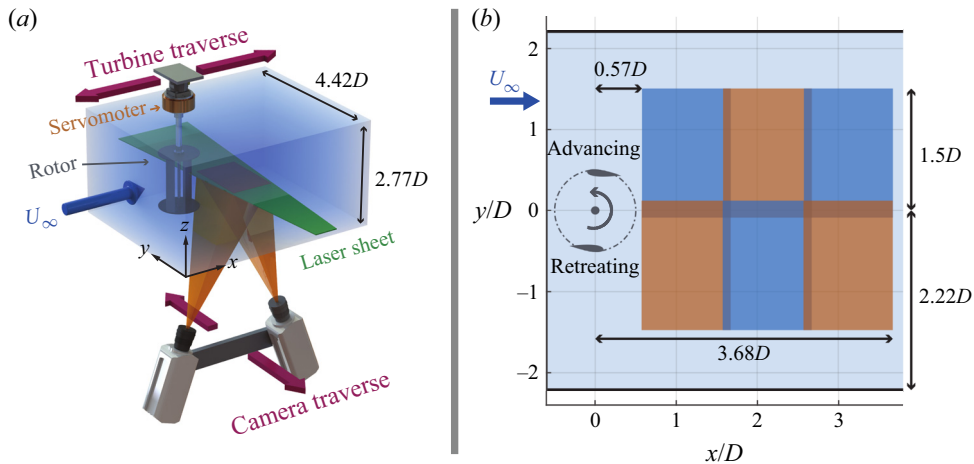 (a)
Turbine traverse
4.42D
Servomoter
Rotor
2.77D
U∞
z
y
x
Laser sheet
Camera traverse
(b)
2
U∞
0.57D
1
Advancing
1.5D
y/D
0
Retreating
−1
2.22D
3.68D
−2
0
1
2
3
x/D